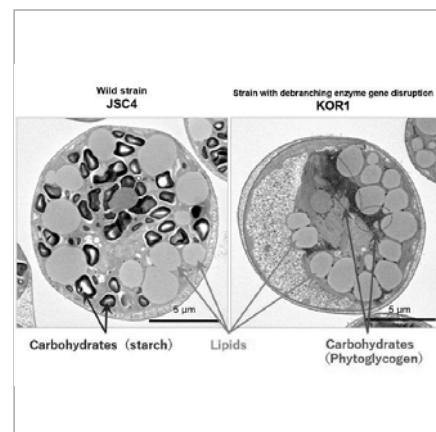 Wild strain
JSC4
Strain with debranching enzyme gene disruption
KOR1
5 µm
5 µm
Carbohydrates (starch)
Lipids
Carbohydrates
(Phytoglycogen)